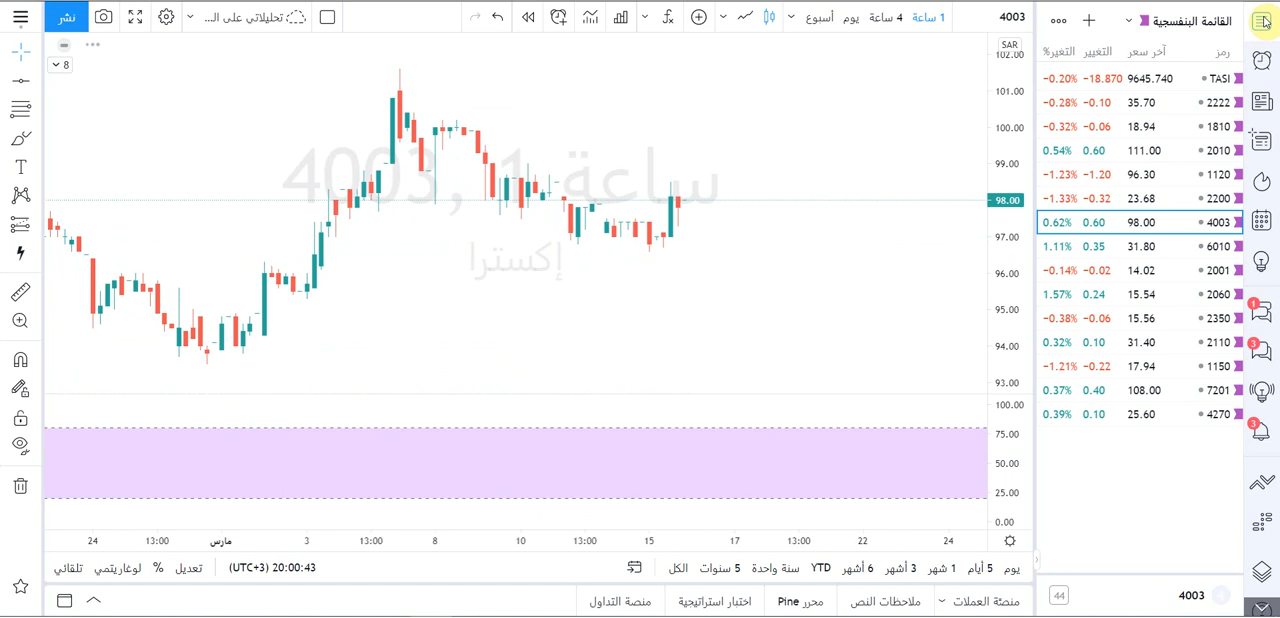 نشر
تحليلاتي على الـ...
1 ساعة
4 ساعة
يوم
أسبوع
4003
SAR
8
4003, 1 ساعة
إكسترا
102.00
101.00
100.00
99.00
98.00
97.00
96.00
95.00
94.00
93.00
100.00
75.00
50.00
25.00
0.00
24
13:00
مارس
3
13:00
8
10
13:00
15
17
13:00
22
24
يوم
5 أيام
1 شهر
3 أشهر
6 أشهر
YTD
سنة واحدة
5 سنوات
الكل
20:00:43 (UTC+3)
تعديل
%
لوغاريتمي
تلقائي
منصّة العملات
ملاحظات النص
محرر Pine
اختبار استراتيجية
منصة التداول
القائمة البنفسجية
رمز آخر سعر التغيير التغير%
TASI 9645.740 −18.870 −0.20%
2222 35.70 −0.10 −0.28%
1810 18.94 −0.06 −0.32%
2010 111.00 0.60 0.54%
1120 96.30 −1.20 −1.23%
2200 23.68 −0.32 −1.33%
4003 98.00 0.60 0.62%
6010 31.80 0.35 1.11%
2001 14.02 −0.02 −0.14%
2060 15.54 0.24 1.57%
2350 15.56 −0.06 −0.38%
2110 31.40 0.10 0.32%
1150 17.94 −0.22 −1.21%
7201 108.00 0.40 0.37%
4270 25.60 0.10 0.39%
4003
44
1
3
3